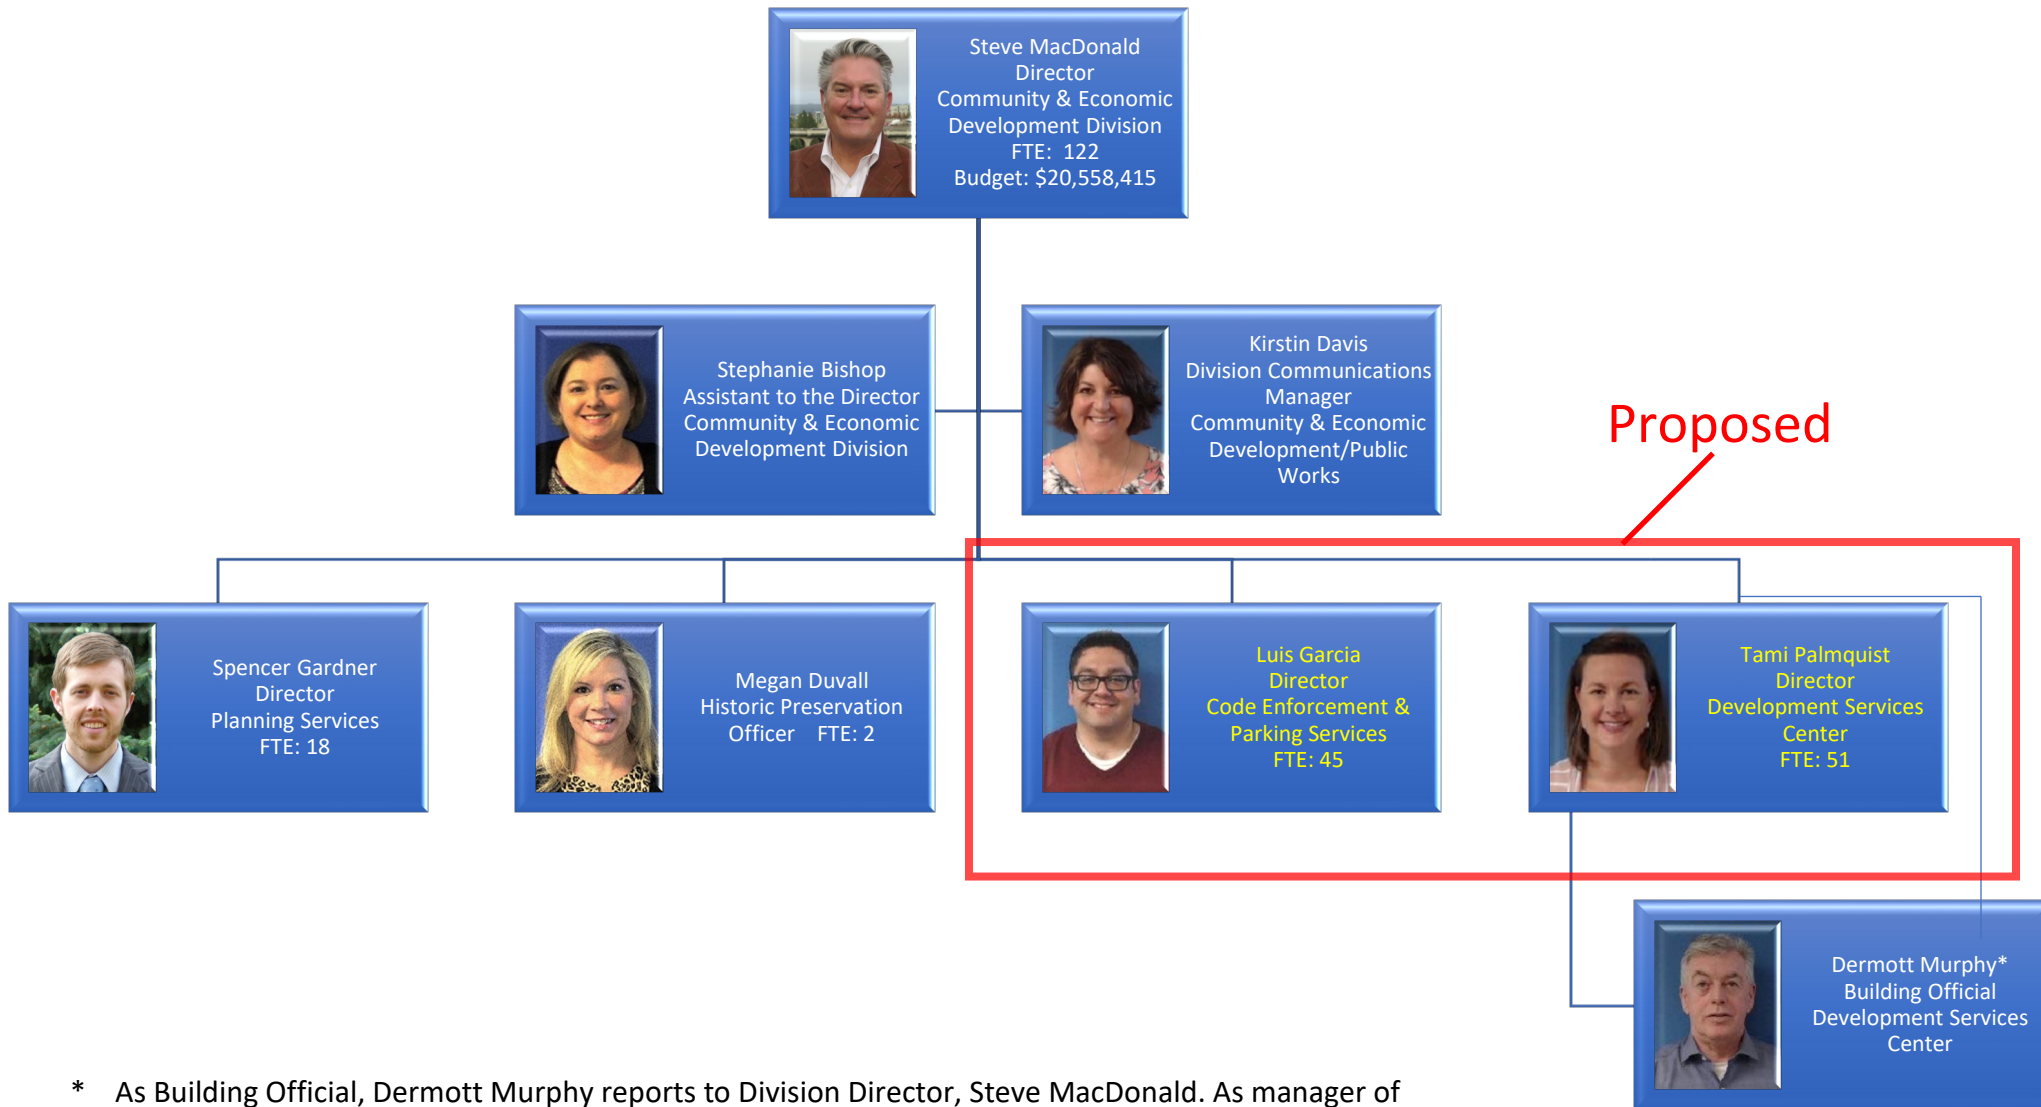 Steve MacDonald
Director
Community & Economic
Development Division
FTE: 122
Budget: $20,558,415
Stephanie Bishop
Assistant to the Director
Community & Economic
Development Division
Kirstin Davis
Division Communications
Manager
Community & Economic
Development/Public
Works
Proposed
Spencer Gardner
Director
Planning Services
FTE: 18
Megan Duvall
Historic Preservation
Officer FTE: 2
Luis Garcia
Director
Code Enforcement &
Parking Services
FTE: 45
Tami Palmquist
Director
Development Services
Center
FTE: 51
Dermott Murphy*
Building Official
Development Services
Center
* As Building Official, Dermott Murphy reports to Division Director, Steve MacDonald. As manager of